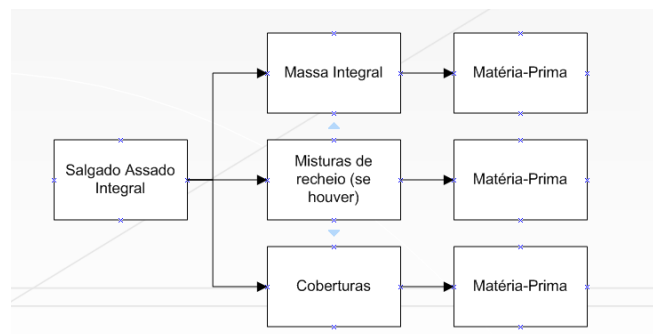 Massa Integral
Matéria-Prima
Salgado Assado
Integral
Misturas de
recheio (se
houver)
Matéria-Prima
Coberturas
Matéria-Prima